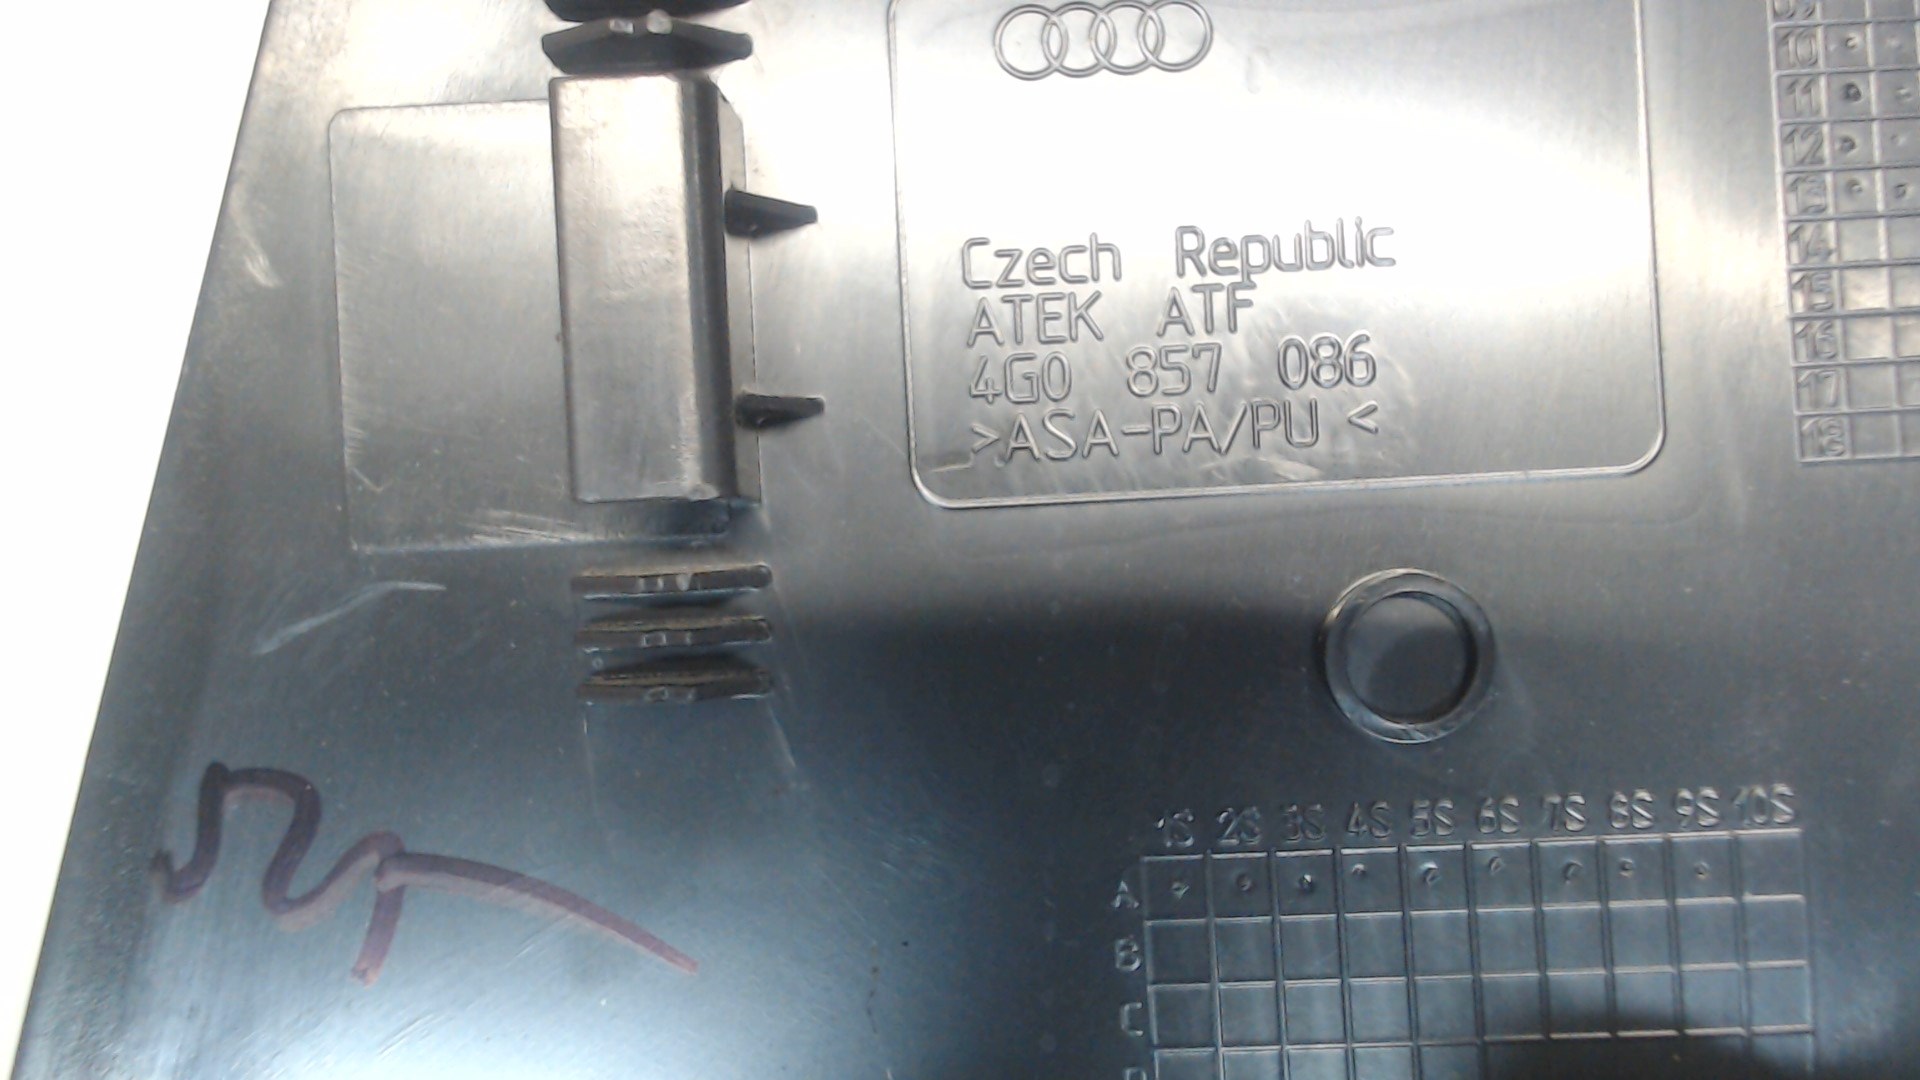 Czech Republic
ATEK ATF
4G0 857 086
>ASA-PA/PU <
10
11
12
13
14
15
16
17
18
1S 2S 3S 4S 5S 6S 7S 8S 9S 10S
A
B
C